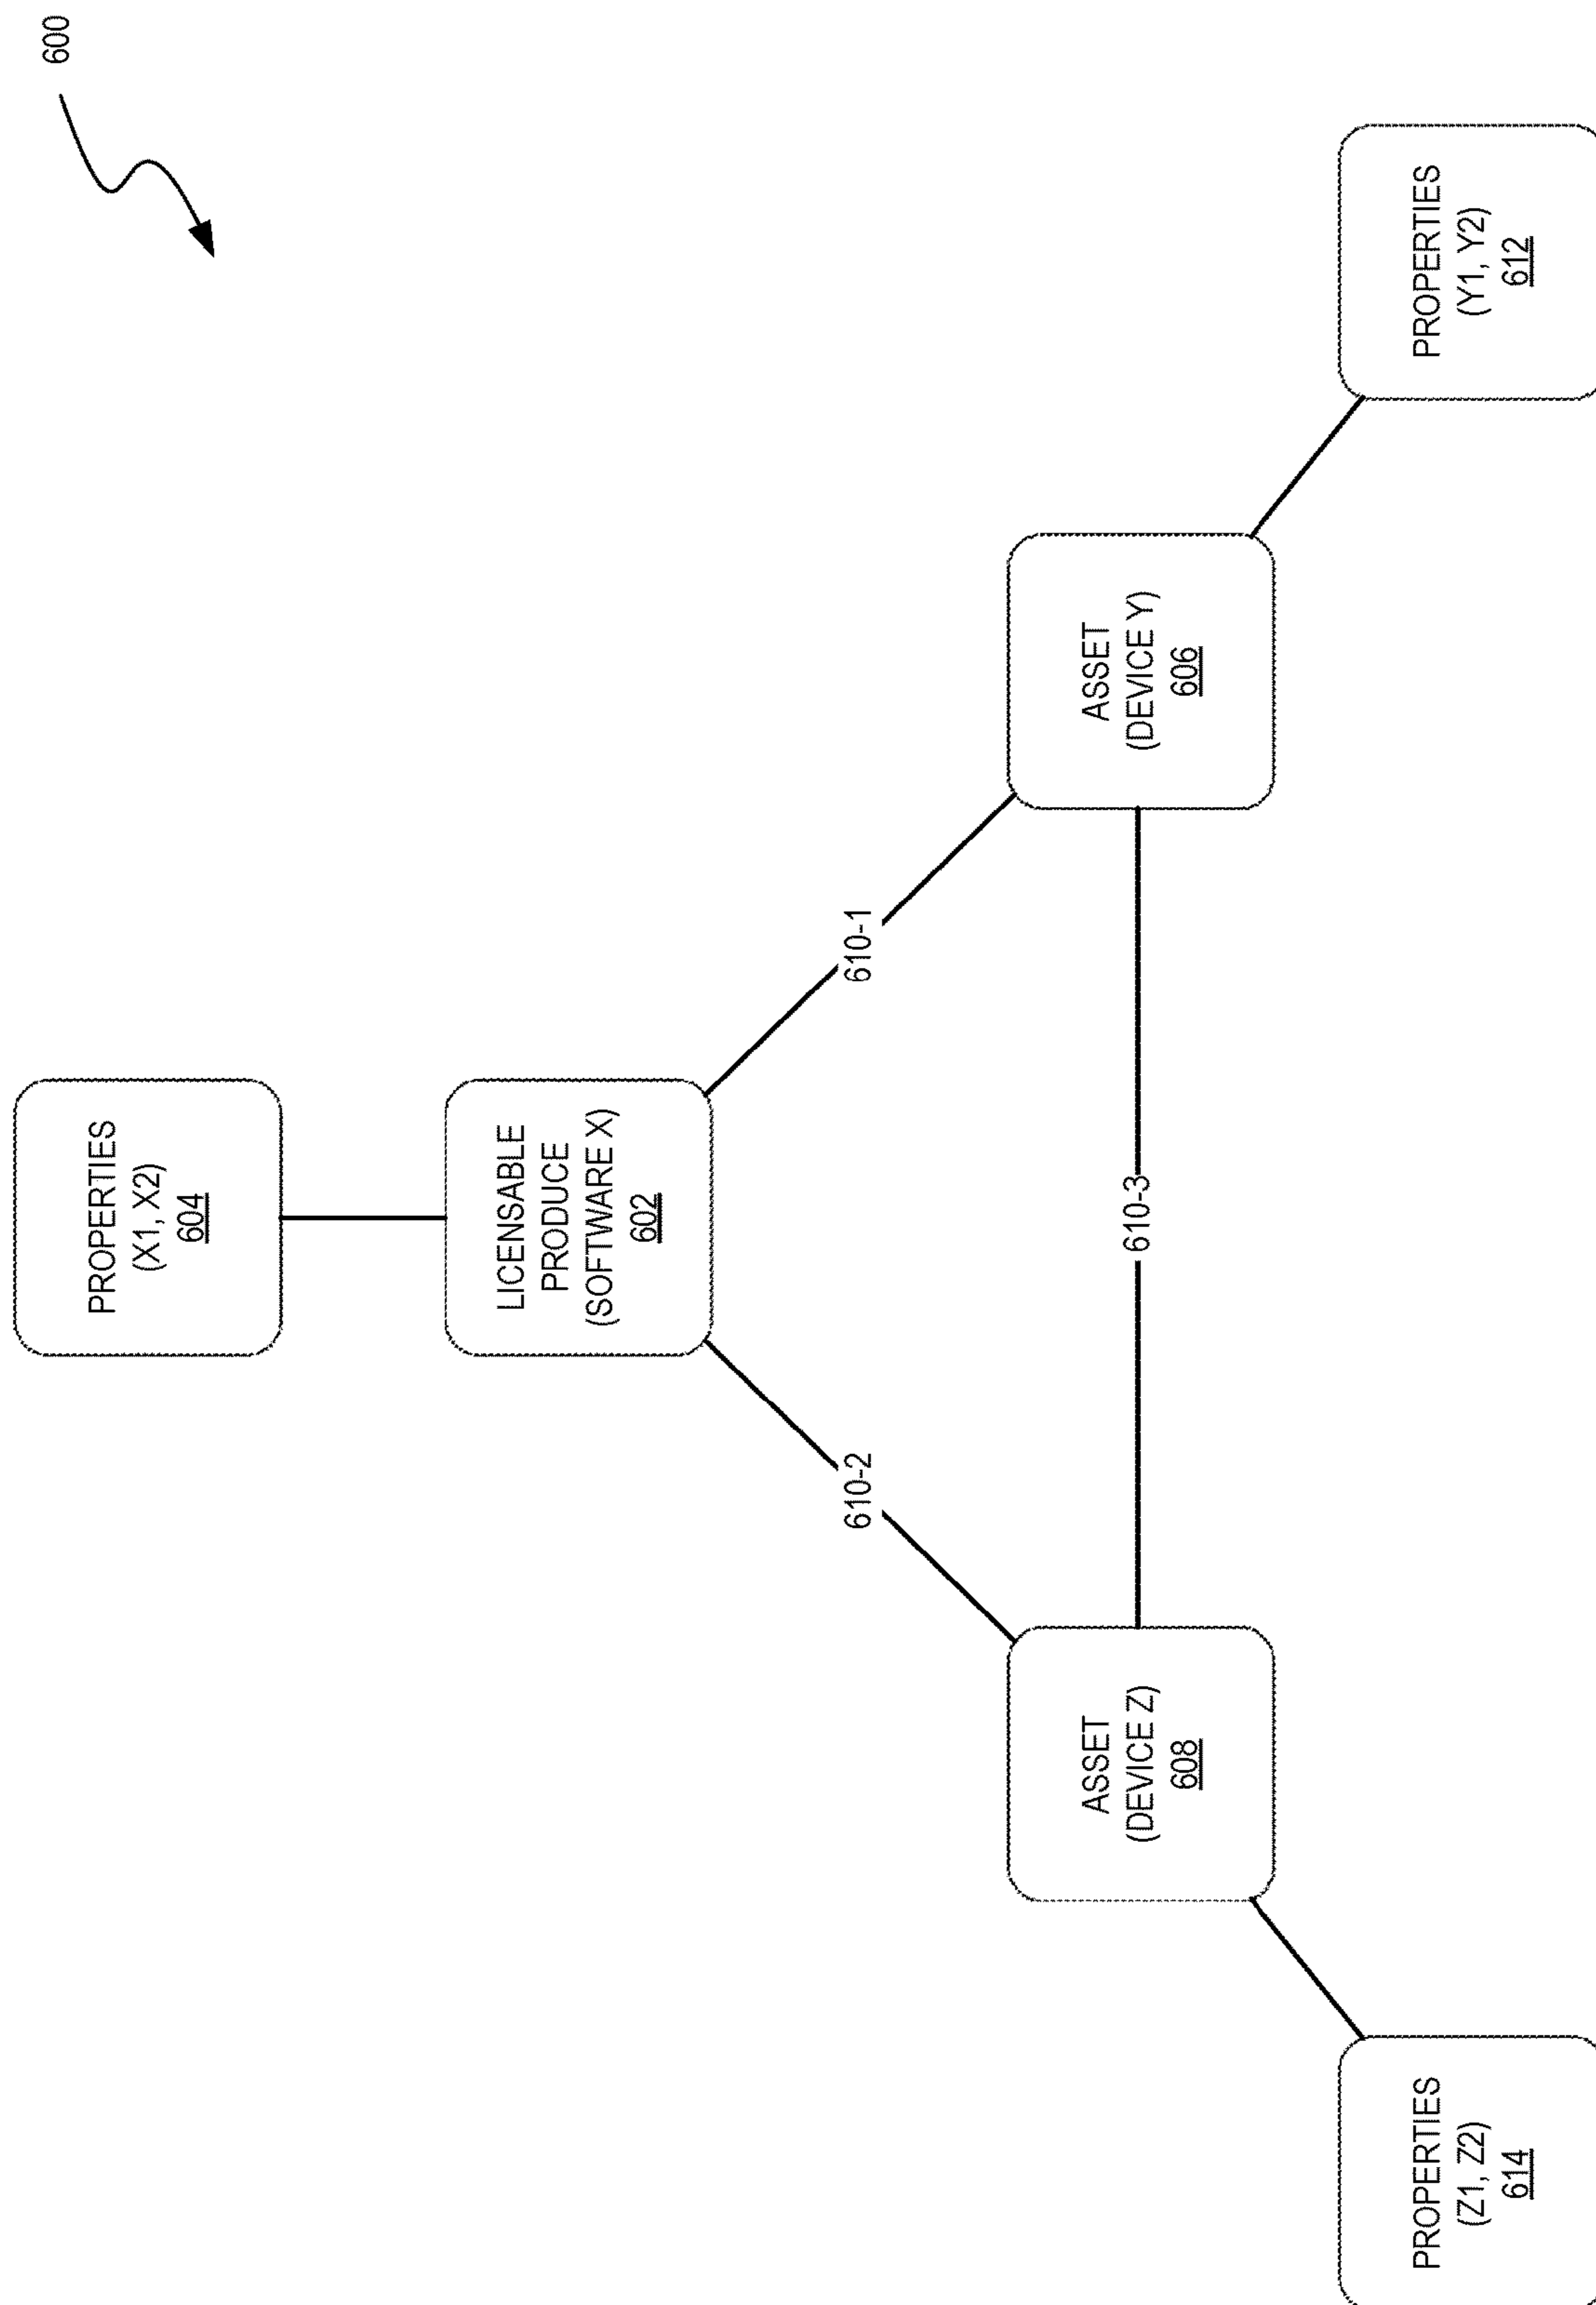 600
PROPERTIES
(X1, X2)
604
LICENSABLE
PRODUCE
(SOFTWARE X)
602
610-2
610-1
ASSET
(DEVICE Z)
608
610-3
ASSET
(DEVICE Y)
606
PROPERTIES
(Z1, Z2)
614
PROPERTIES
(Y1, Y2)
612